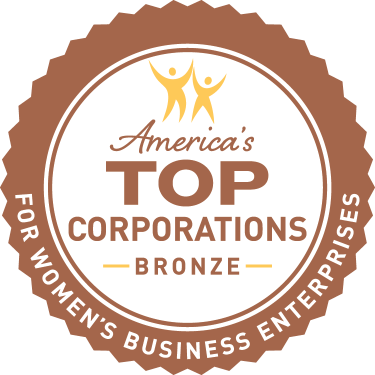 America's
TOP
CORPORATIONS
BRONZE
FOR WOMEN'S BUSINESS ENTERPRISES